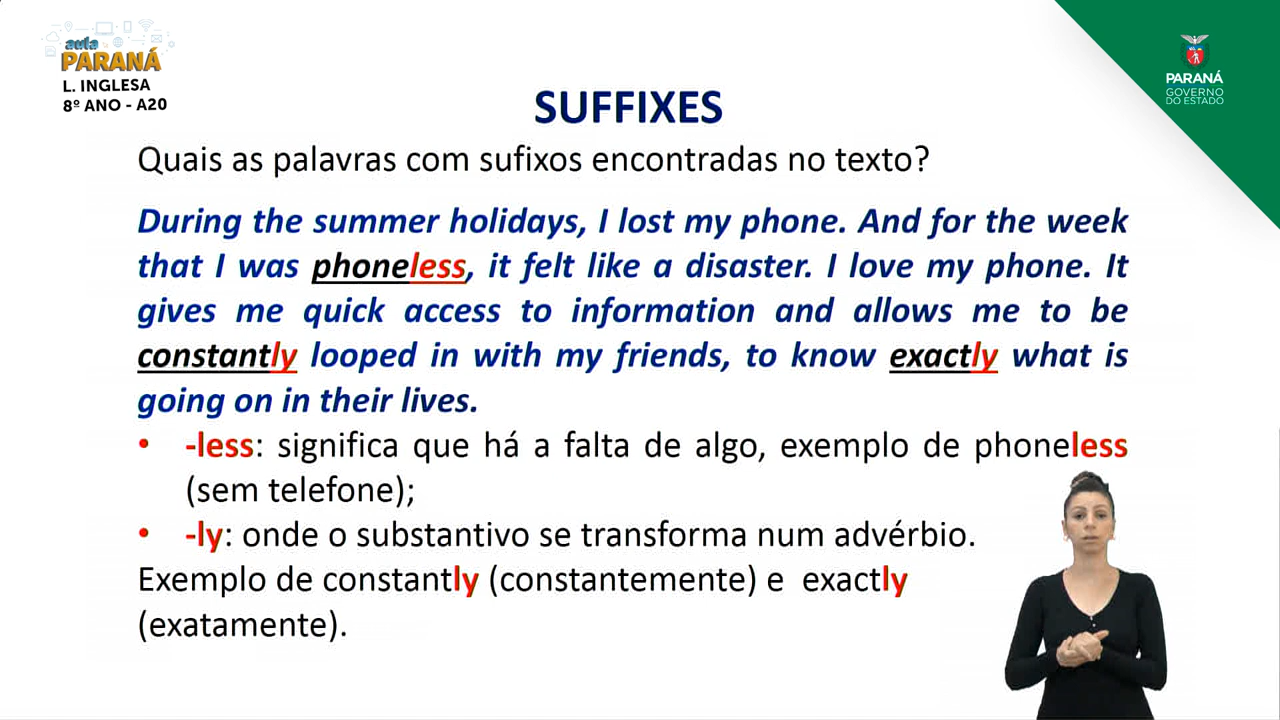 aula
PARANÁ
L. INGLESA
8º ANO - A20
PARANÁ
GOVERNO
DO ESTADO
SUFFIXES
Quais as palavras com sufixos encontradas no texto?
During the summer holidays, I lost my phone. And for the week
that I was phoneless, it felt like a disaster. I love my phone. It
gives me quick access to information and allows me to be
constantly looped in with my friends, to know exactly what is
going on in their lives.
• -less: significa que há a falta de algo, exemplo de phoneless
(sem telefone);
• -ly: onde o substantivo se transforma num advérbio.
Exemplo de constantly (constantemente) e exactly
(exatamente).